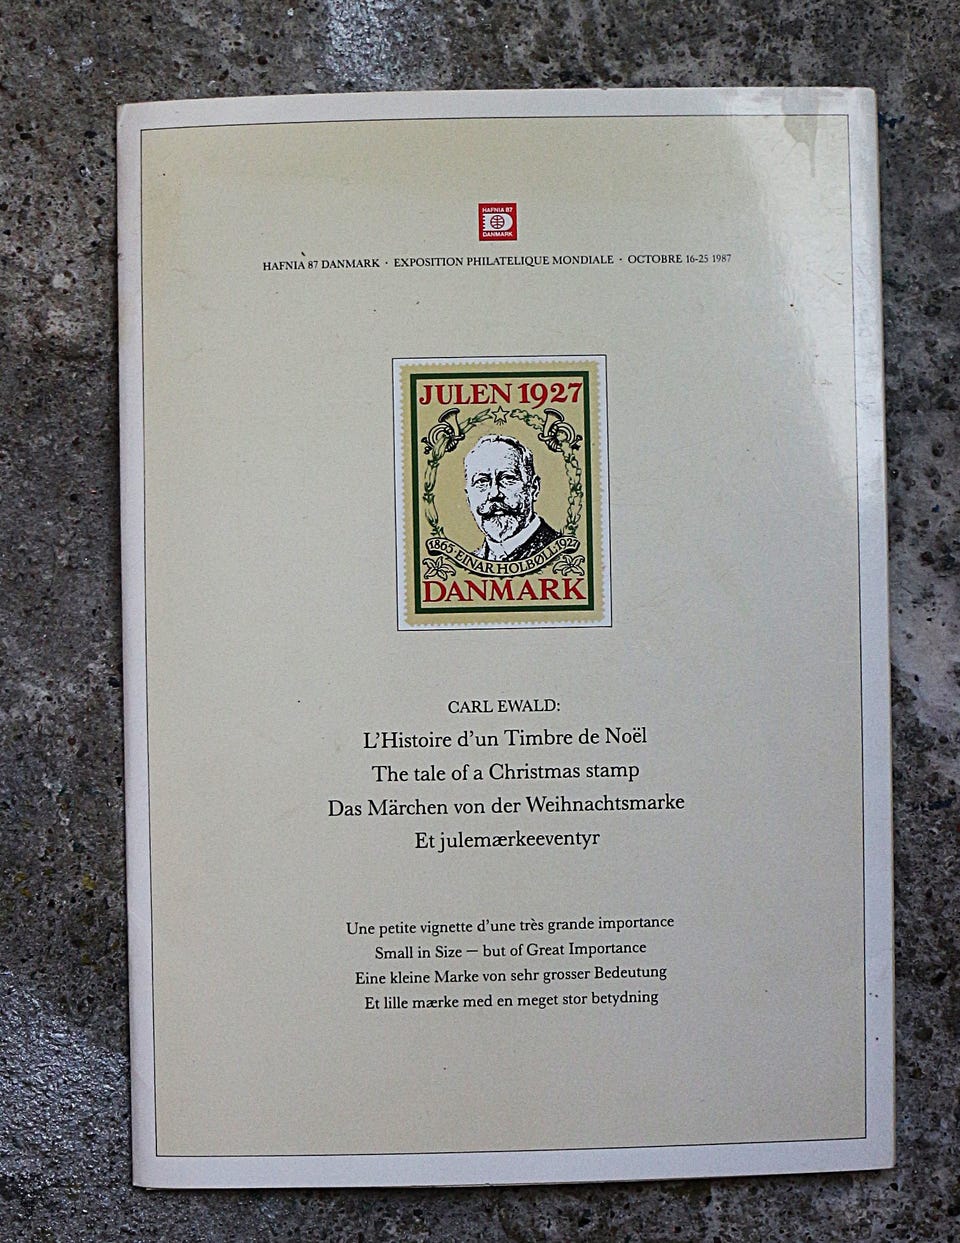 HAFNIA 87
DANMARK
HAFNIA 87 DANMARK · EXPOSITION PHILATELIQUE MONDIALE · OCTOBRE 16-25 1987
JULEN 1927
1865·EINAR HOLBØLL·1927
DANMARK
CARL EWALD:
L’Histoire d’un Timbre de Noël
The tale of a Christmas stamp
Das Märchen von der Weihnachtsmarke
Et julemærkeeventyr
Une petite vignette d’une très grande importance
Small in Size — but of Great Importance
Eine kleine Marke von sehr grosser Bedeutung
Et lille mærke med en meget stor betydning